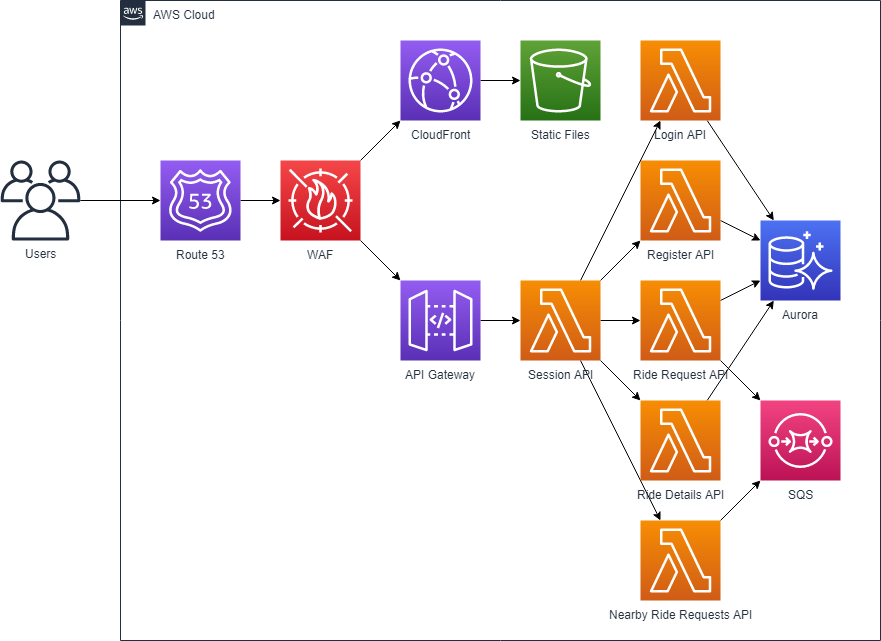 aws
AWS Cloud
CloudFront
Static Files
Login API
53
Users
Route 53
WAF
Register API
Aurora
</>
API Gateway
Session API
Ride Request API
Ride Details API
SQS
Nearby Ride Requests API